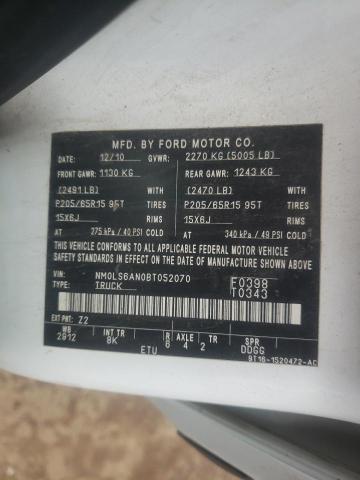 MFD. BY FORD MOTOR CO.
DATE: 12/10 GVWR: 2270 KG (5005 LB)
FRONT GAWR: 1130 KG REAR GAWR: 1243 KG
(2491 LB) WITH (2470 LB) WITH
P205/65R15 95T TIRES P205/65R15 95T TIRES
15X6J RIMS 15X6J RIMS
AT 275 kPa/ 40 PSI COLD AT 340 kPa/ 49 PSI COLD
THIS VEHICLE CONFORMS TO ALL APPLICABLE FEDERAL MOTOR VEHICLE
SAFETY STANDARDS IN EFFECT ON THE DATE OF MANUFACTURE SHOWN ABOVE.
VIN: NM0LS6AN0BT052070 F0398
TYPE: TRUCK T0343
EXT PNT: Z2
WB INT TR R AXLE TR SPR
2912 8K 6 4 2 DDGG
ETU 9T16-1520472-AC